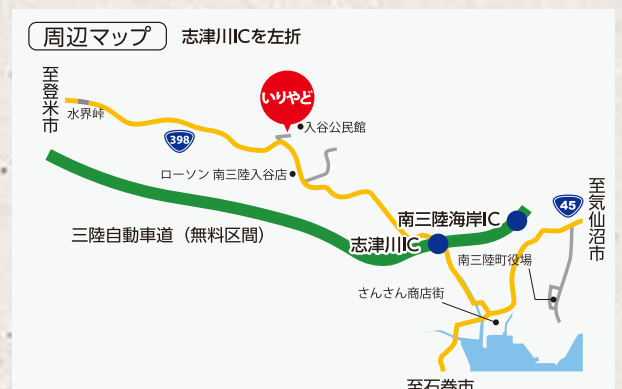 周辺マップ 志津川ICを左折
至登米市
水界峠
398
いりやど
入谷公民館
ローソン 南三陸入谷店
三陸自動車道（無料区間）
志津川IC
南三陸海岸IC
45
至気仙沼市
南三陸町役場
さんさん商店街
至石巻市